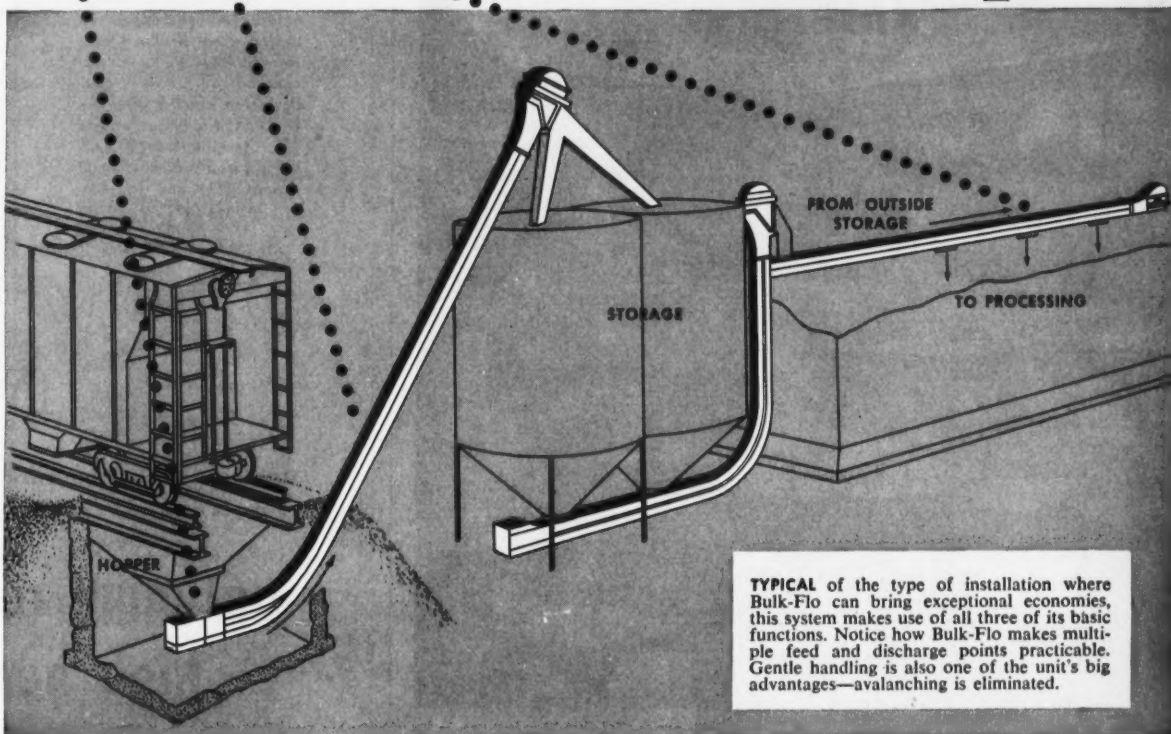 FROM OUTSIDE
STORAGE
TO PROCESSING
STORAGE
HOPPER
TYPICAL of the type of installation where
Bulk-Flo can bring exceptional economies,
this system makes use of all three of its basic
functions. Notice how Bulk-Flo makes multi-
ple feed and discharge points practicable.
Gentle handling is also one of the unit's big
advantages—avalanching is eliminated.